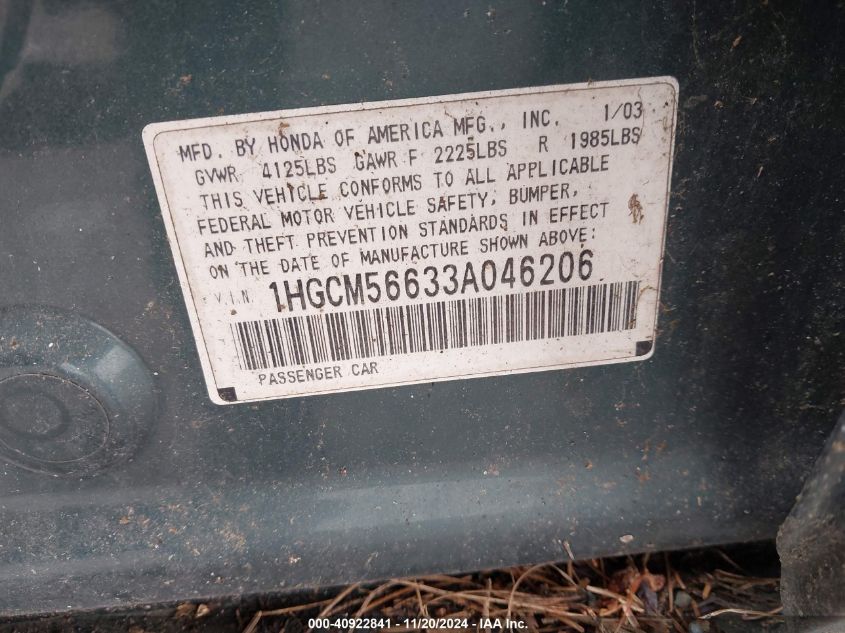 MFD. BY HONDA OF AMERICA MFG., INC. 1/03
GVWR 4125LBS GAWR F 2225LBS R 1985LBS
THIS VEHICLE CONFORMS TO ALL APPLICABLE
FEDERAL MOTOR VEHICLE SAFETY, BUMPER,
AND THEFT PREVENTION STANDARDS IN EFFECT
ON THE DATE OF MANUFACTURE SHOWN ABOVE:
V.I.N. 1HGCM56633A046206
PASSENGER CAR
000-40922841 - 11/20/2024 - IAA Inc.